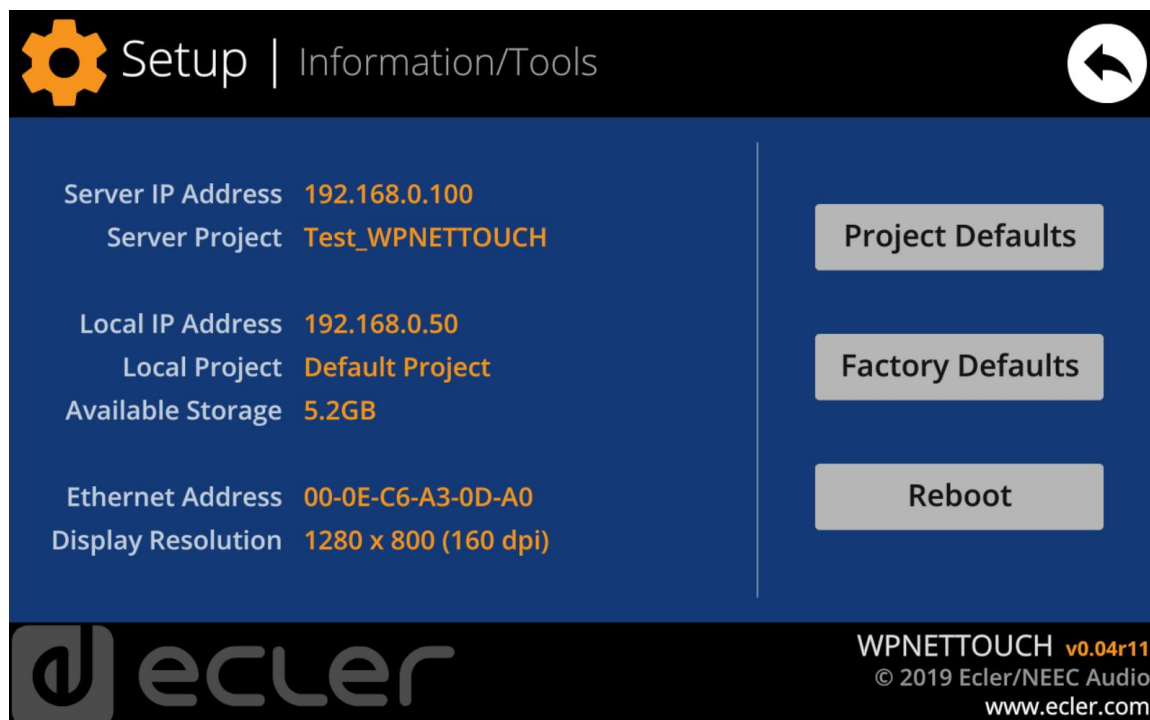 Setup | Information/Tools
Server IP Address 192.168.0.100
Server Project Test_WPNETTOUCH
Local IP Address 192.168.0.50
Local Project Default Project
Available Storage 5.2GB
Ethernet Address 00-0E-C6-A3-0D-A0
Display Resolution 1280 x 800 (160 dpi)
Project Defaults
Factory Defaults
Reboot
ecler
WPNETTOUCH v0.04r11
© 2019 Ecler/NEEC Audio
www.ecler.com